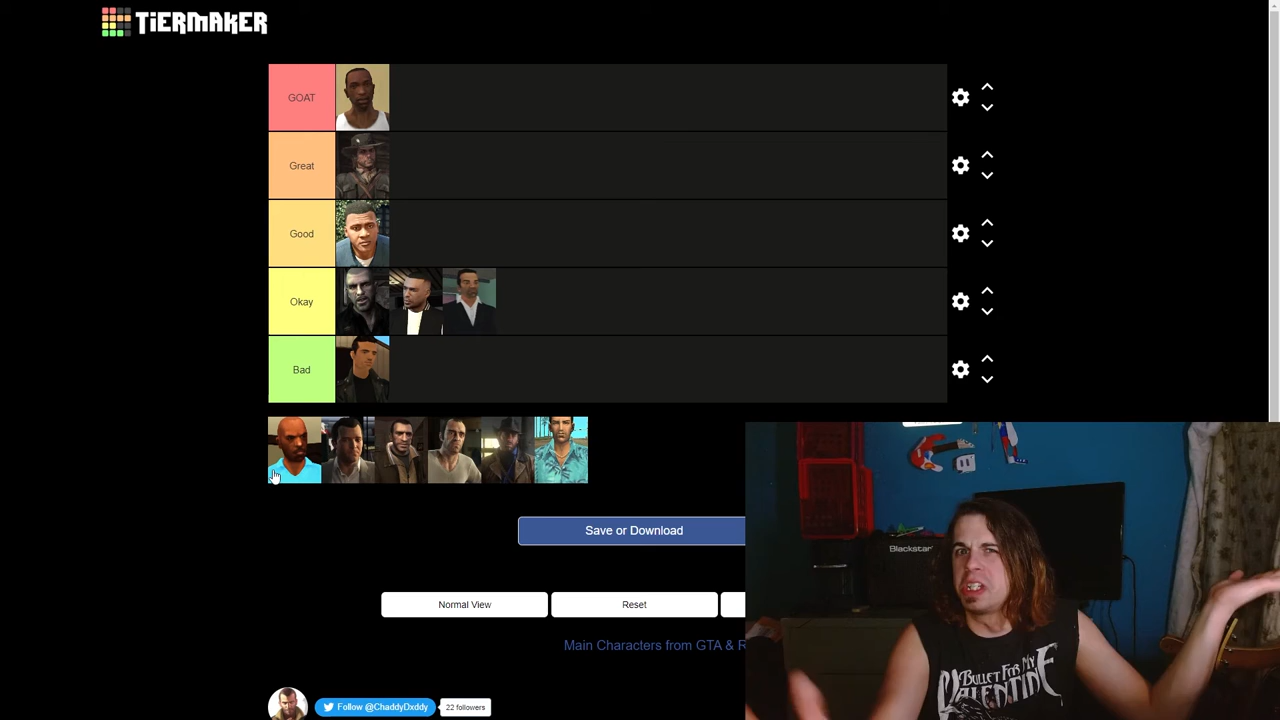 TiERMAKER
GOAT
Great
Good
Okay
Bad
Save or Download
Normal View
Reset
Main Characters from GTA & R
Follow @ChaddyDxddy
22 followers
Blackstar
BULLET FOR MY
VALENTINE